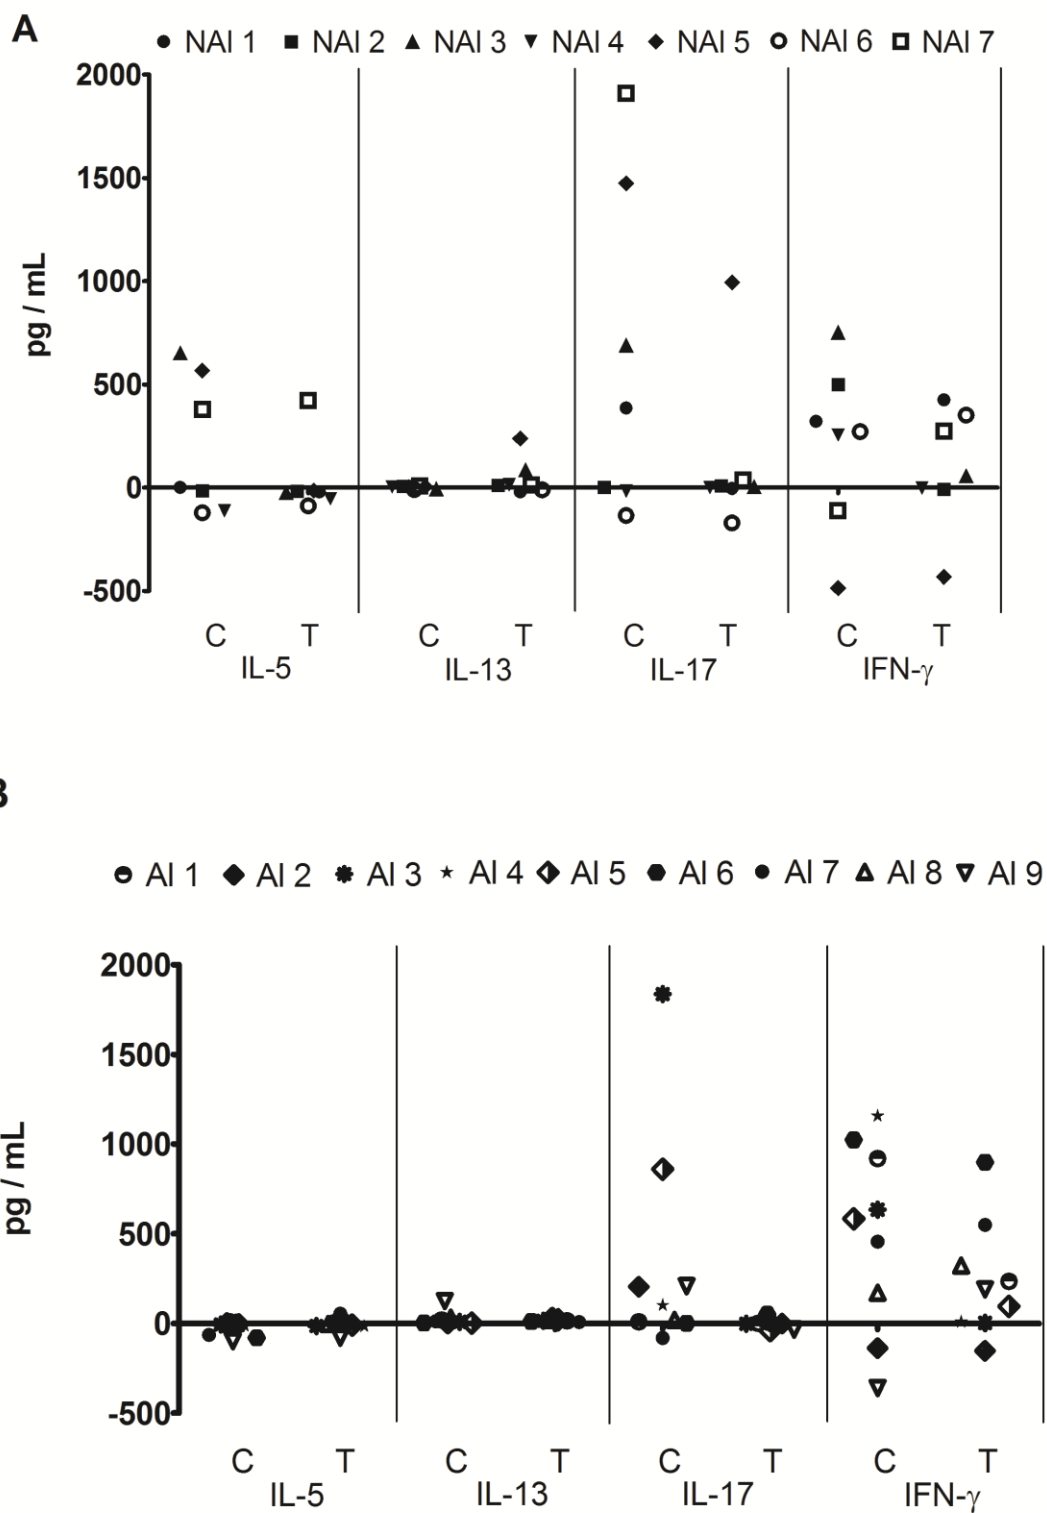 A
NAI 1 NAI 2 NAI 3 NAI 4 NAI 5 NAI 6 NAI 7
2000
1500
1000
500
0
-500
pg / mL
C T C T C T C T
IL-5 IL-13 IL-17 IFN-γ
B
AI 1 AI 2 AI 3 AI 4 AI 5 AI 6 AI 7 AI 8 AI 9
2000
1500
1000
500
0
-500
pg / mL
C T C T C T C T
IL-5 IL-13 IL-17 IFN-γ